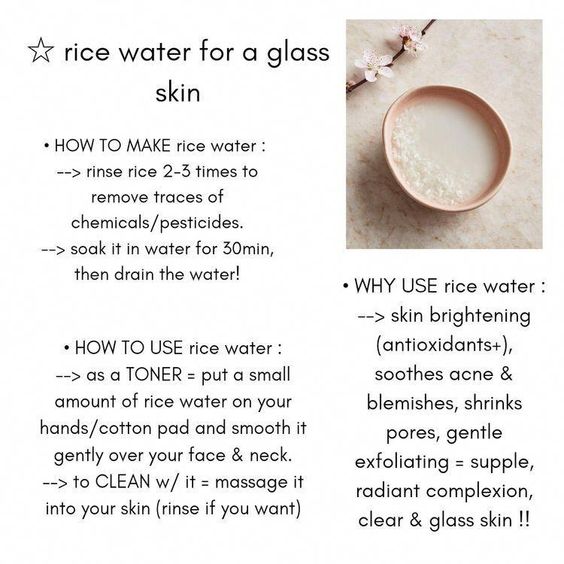 ☆ rice water for a glass
skin
• HOW TO MAKE rice water :
--> rinse rice 2-3 times to
remove traces of
chemicals/pesticides.
--> soak it in water for 30min,
then drain the water!
• HOW TO USE rice water :
--> as a TONER = put a small
amount of rice water on your
hands/cotton pad and smooth it
gently over your face & neck.
--> to CLEAN w/ it = massage it
into your skin (rinse if you want)
• WHY USE rice water :
--> skin brightening
(antioxidants+),
soothes acne &
blemishes, shrinks
pores, gentle
exfoliating = supple,
radiant complexion,
clear & glass skin !!